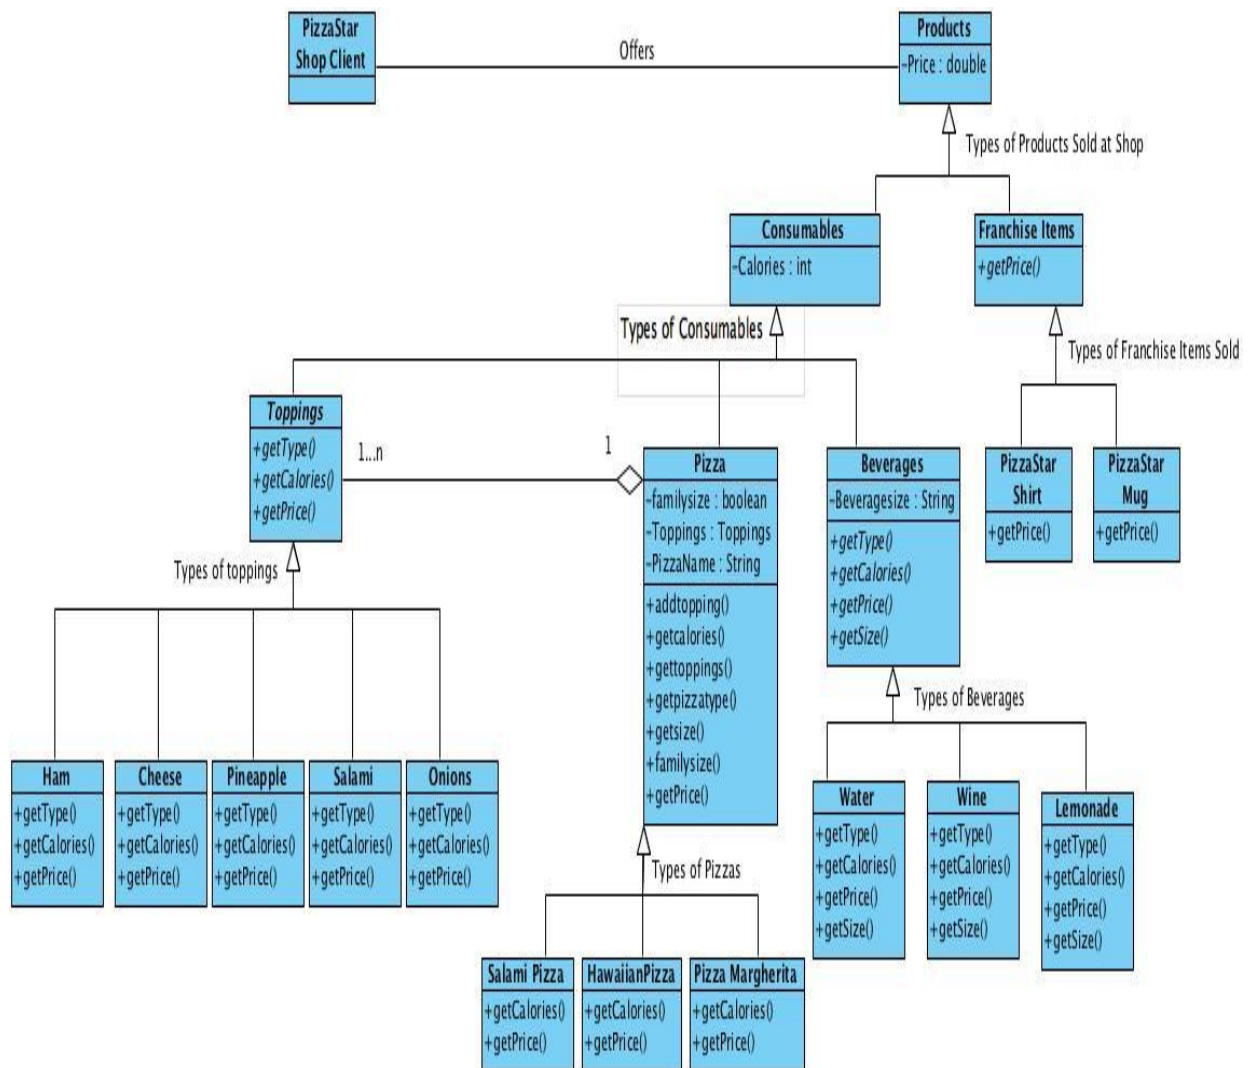 PizzaStar
Shop Client
Offers
Products
-Price : double
Types of Products Sold at Shop
Consumables
-Calories : int
Franchise Items
+getPrice()
Types of Consumables
Types of Franchise Items Sold
Toppings
+getType()
+getCalories()
+getPrice()
1...n
1
Pizza
-familysize : boolean
-Toppings : Toppings
-PizzaName : String
+addtopping()
+getcalories()
+gettoppings()
+getpizzatype()
+getsize()
+familysize()
+getPrice()
Beverages
-Beveragesize : String
+getType()
+getCalories()
+getPrice()
+getSize()
PizzaStar
Shirt
+getPrice()
PizzaStar
Mug
+getPrice()
Types of toppings
Types of Beverages
Ham
+getType()
+getCalories()
+getPrice()
Cheese
+getType()
+getCalories()
+getPrice()
Pineapple
+getType()
+getCalories()
+getPrice()
Salami
+getType()
+getCalories()
+getPrice()
Onions
+getType()
+getCalories()
+getPrice()
Water
+getType()
+getCalories()
+getPrice()
+getSize()
Wine
+getType()
+getCalories()
+getPrice()
+getSize()
Lemonade
+getType()
+getCalories()
+getPrice()
+getSize()
Types of Pizzas
Salami Pizza
+getCalories()
+getPrice()
HawaiianPizza
+getCalories()
+getPrice()
Pizza Margherita
+getCalories()
+getPrice()